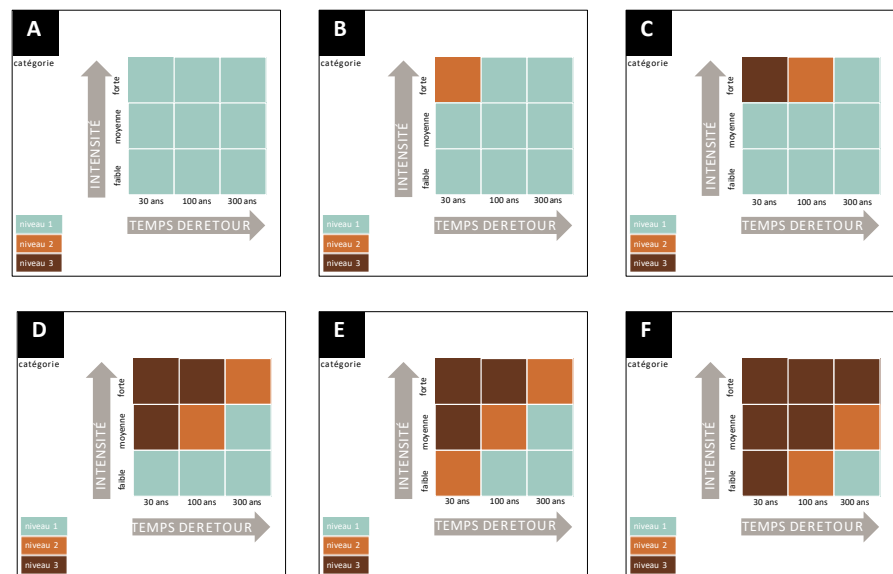 A
catégorie
INTENSITÉ
forte
moyenne
faible
30 ans 100 ans 300 ans
TEMPS DERETOUR
niveau 1
niveau 2
niveau 3
B
catégorie
INTENSITÉ
forte
moyenne
faible
30 ans 100 ans 300 ans
TEMPS DERETOUR
niveau 1
niveau 2
niveau 3
C
catégorie
INTENSITÉ
forte
moyenne
faible
30 ans 100 ans 300 ans
TEMPS DERETOUR
niveau 1
niveau 2
niveau 3
D
catégorie
INTENSITÉ
forte
moyenne
faible
30 ans 100 ans 300 ans
TEMPS DERETOUR
niveau 1
niveau 2
niveau 3
E
catégorie
INTENSITÉ
forte
moyenne
faible
30 ans 100 ans 300 ans
TEMPS DERETOUR
niveau 1
niveau 2
niveau 3
F
catégorie
INTENSITÉ
forte
moyenne
faible
30 ans 100 ans 300 ans
TEMPS DERETOUR
niveau 1
niveau 2
niveau 3